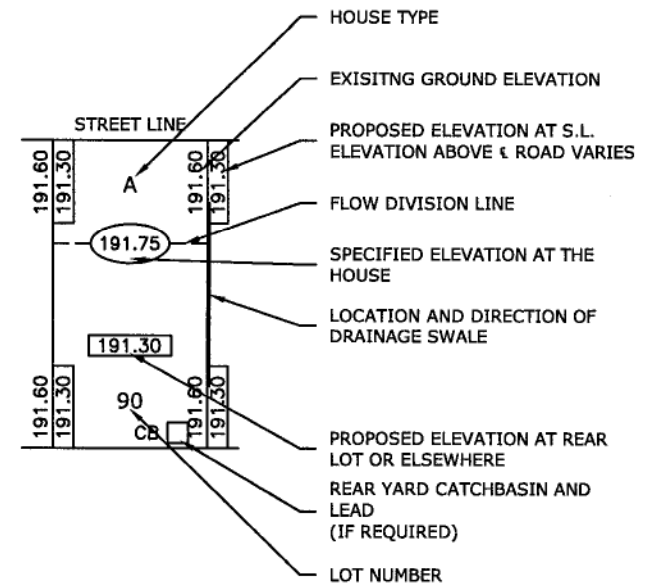 HOUSE TYPE
EXISITNG GROUND ELEVATION
STREET LINE
PROPOSED ELEVATION AT S.L.
ELEVATION ABOVE ℄ ROAD VARIES
191.60
191.30
A
191.60
191.30
FLOW DIVISION LINE
191.75
SPECIFIED ELEVATION AT THE
HOUSE
LOCATION AND DIRECTION OF
DRAINAGE SWALE
191.30
191.60
191.30
90
191.60
191.30
CB
PROPOSED ELEVATION AT REAR
LOT OR ELSEWHERE
REAR YARD CATCHBASIN AND
LEAD
(IF REQUIRED)
LOT NUMBER